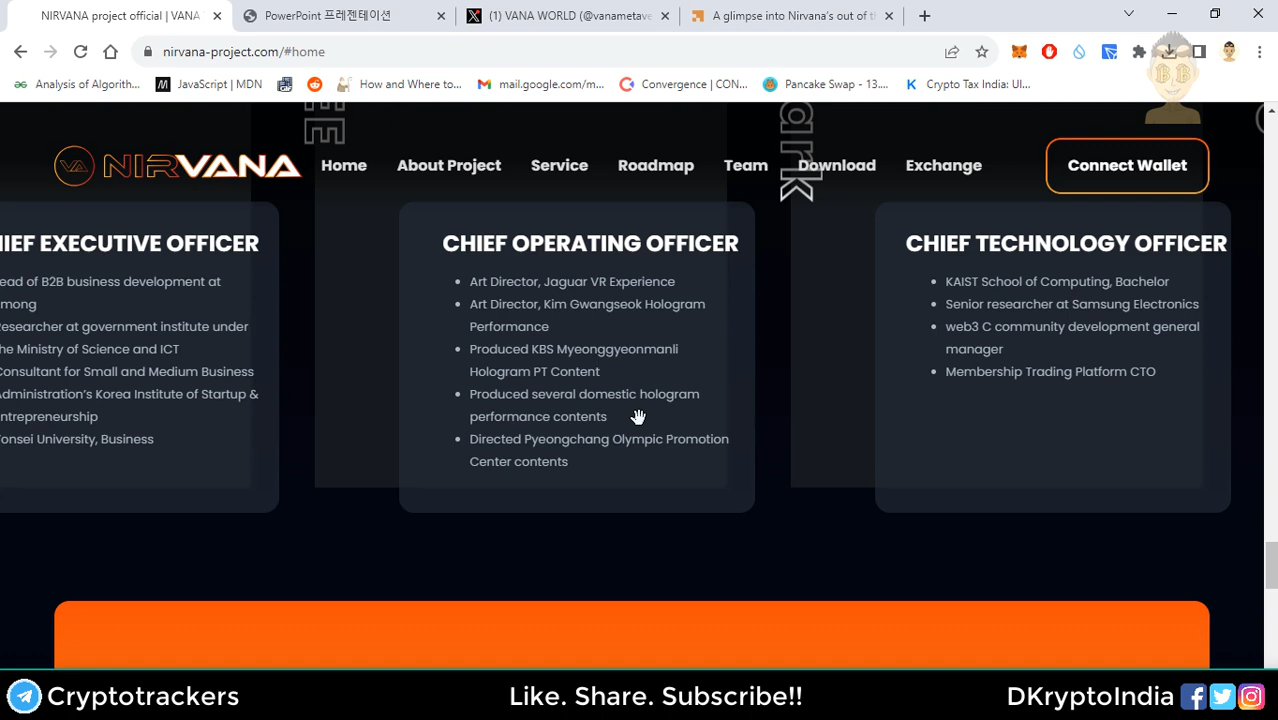 NIRVANA project official | VANA
PowerPoint 프레젠테이션
(1) VANA WORLD (@vanametave
A glimpse into Nirvana's out of t
nirvana-project.com/#home
Analysis of Algorith...
JavaScript | MDN
How and Where to...
mail.google.com/m...
Convergence | CON...
Pancake Swap - 13....
Crypto Tax India: Ul...
BB
EE
ark
VA NIRVANA
Home
About Project
Service
Roadmap
Team
Download
Exchange
Connect Wallet
HIEF EXECUTIVE OFFICER
ead of B2B business development at
among
Researcher at government institute under
he Ministry of Science and ICT
Consultant for Small and Medium Business
Administration's Korea Institute of Startup &
ntrepreneurship
onsei University, Business
CHIEF OPERATING OFFICER
Art Director, Jaguar VR Experience
Art Director, Kim Gwangseok Hologram
Performance
Produced KBS Myeonggyeonmanli
Hologram PT Content
Produced several domestic hologram
performance contents
Directed Pyeongchang Olympic Promotion
Center contents
CHIEF TECHNOLOGY OFFICER
KAIST School of Computing, Bachelor
Senior researcher at Samsung Electronics
web3 C community development general
manager
Membership Trading Platform CTO
Cryptotrackers
Like. Share. Subscribe!!
DKryptoIndia